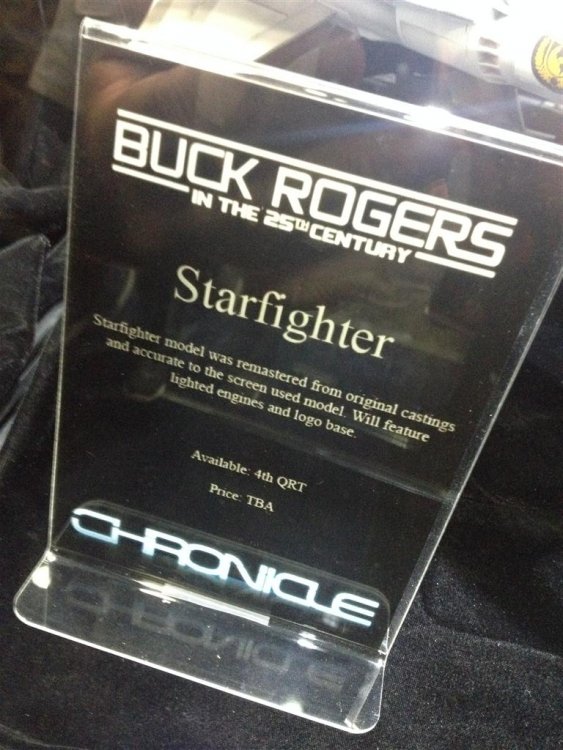 BUCK ROGERS
IN THE 25TH CENTURY
Starfighter
Starfighter model was remastered from original castings
and accurate to the screen used model. Will feature
lighted engines and logo base.
Available: 4th QRT
Price: TBA
CHRONICLE